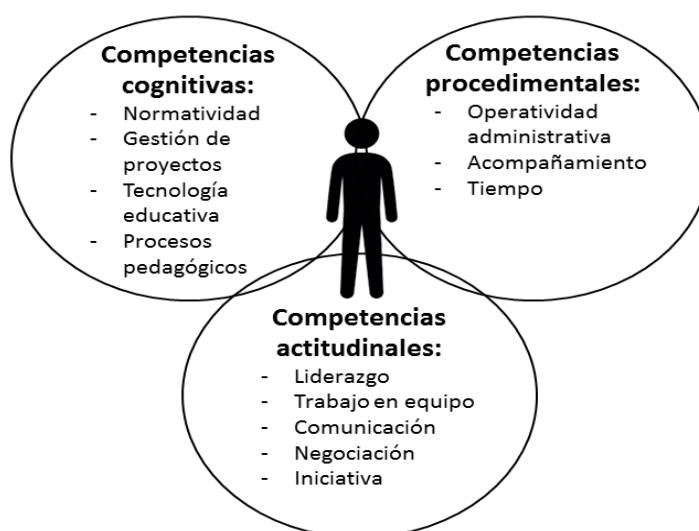 Competencias
cognitivas:
- Normatividad
- Gestión de
proyectos
- Tecnología
educativa
- Procesos
pedagógicos
Competencias
procedimentales:
- Operatividad
administrativa
- Acompañamiento
- Tiempo
Competencias
actitudinales:
- Liderazgo
- Trabajo en equipo
- Comunicación
- Negociación
- Iniciativa